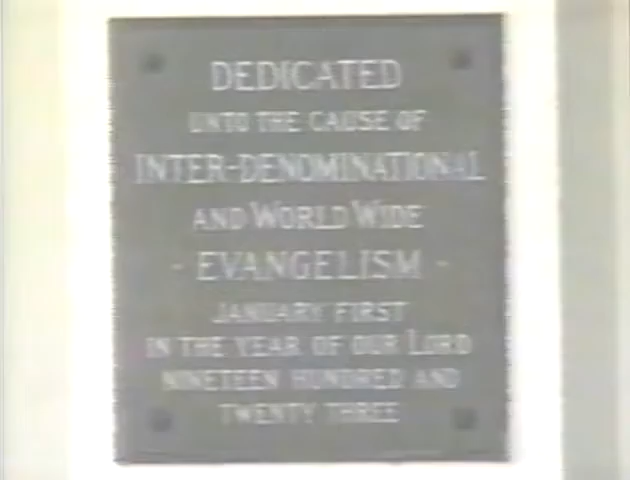 DEDICATED
UNTO THE CAUSE OF
INTER-DENOMINATIONAL
AND WORLD WIDE
- EVANGELISM -
JANUARY FIRST
IN THE YEAR OF OUR LORD
NINETEEN HUNDRED AND
TWENTY THREE